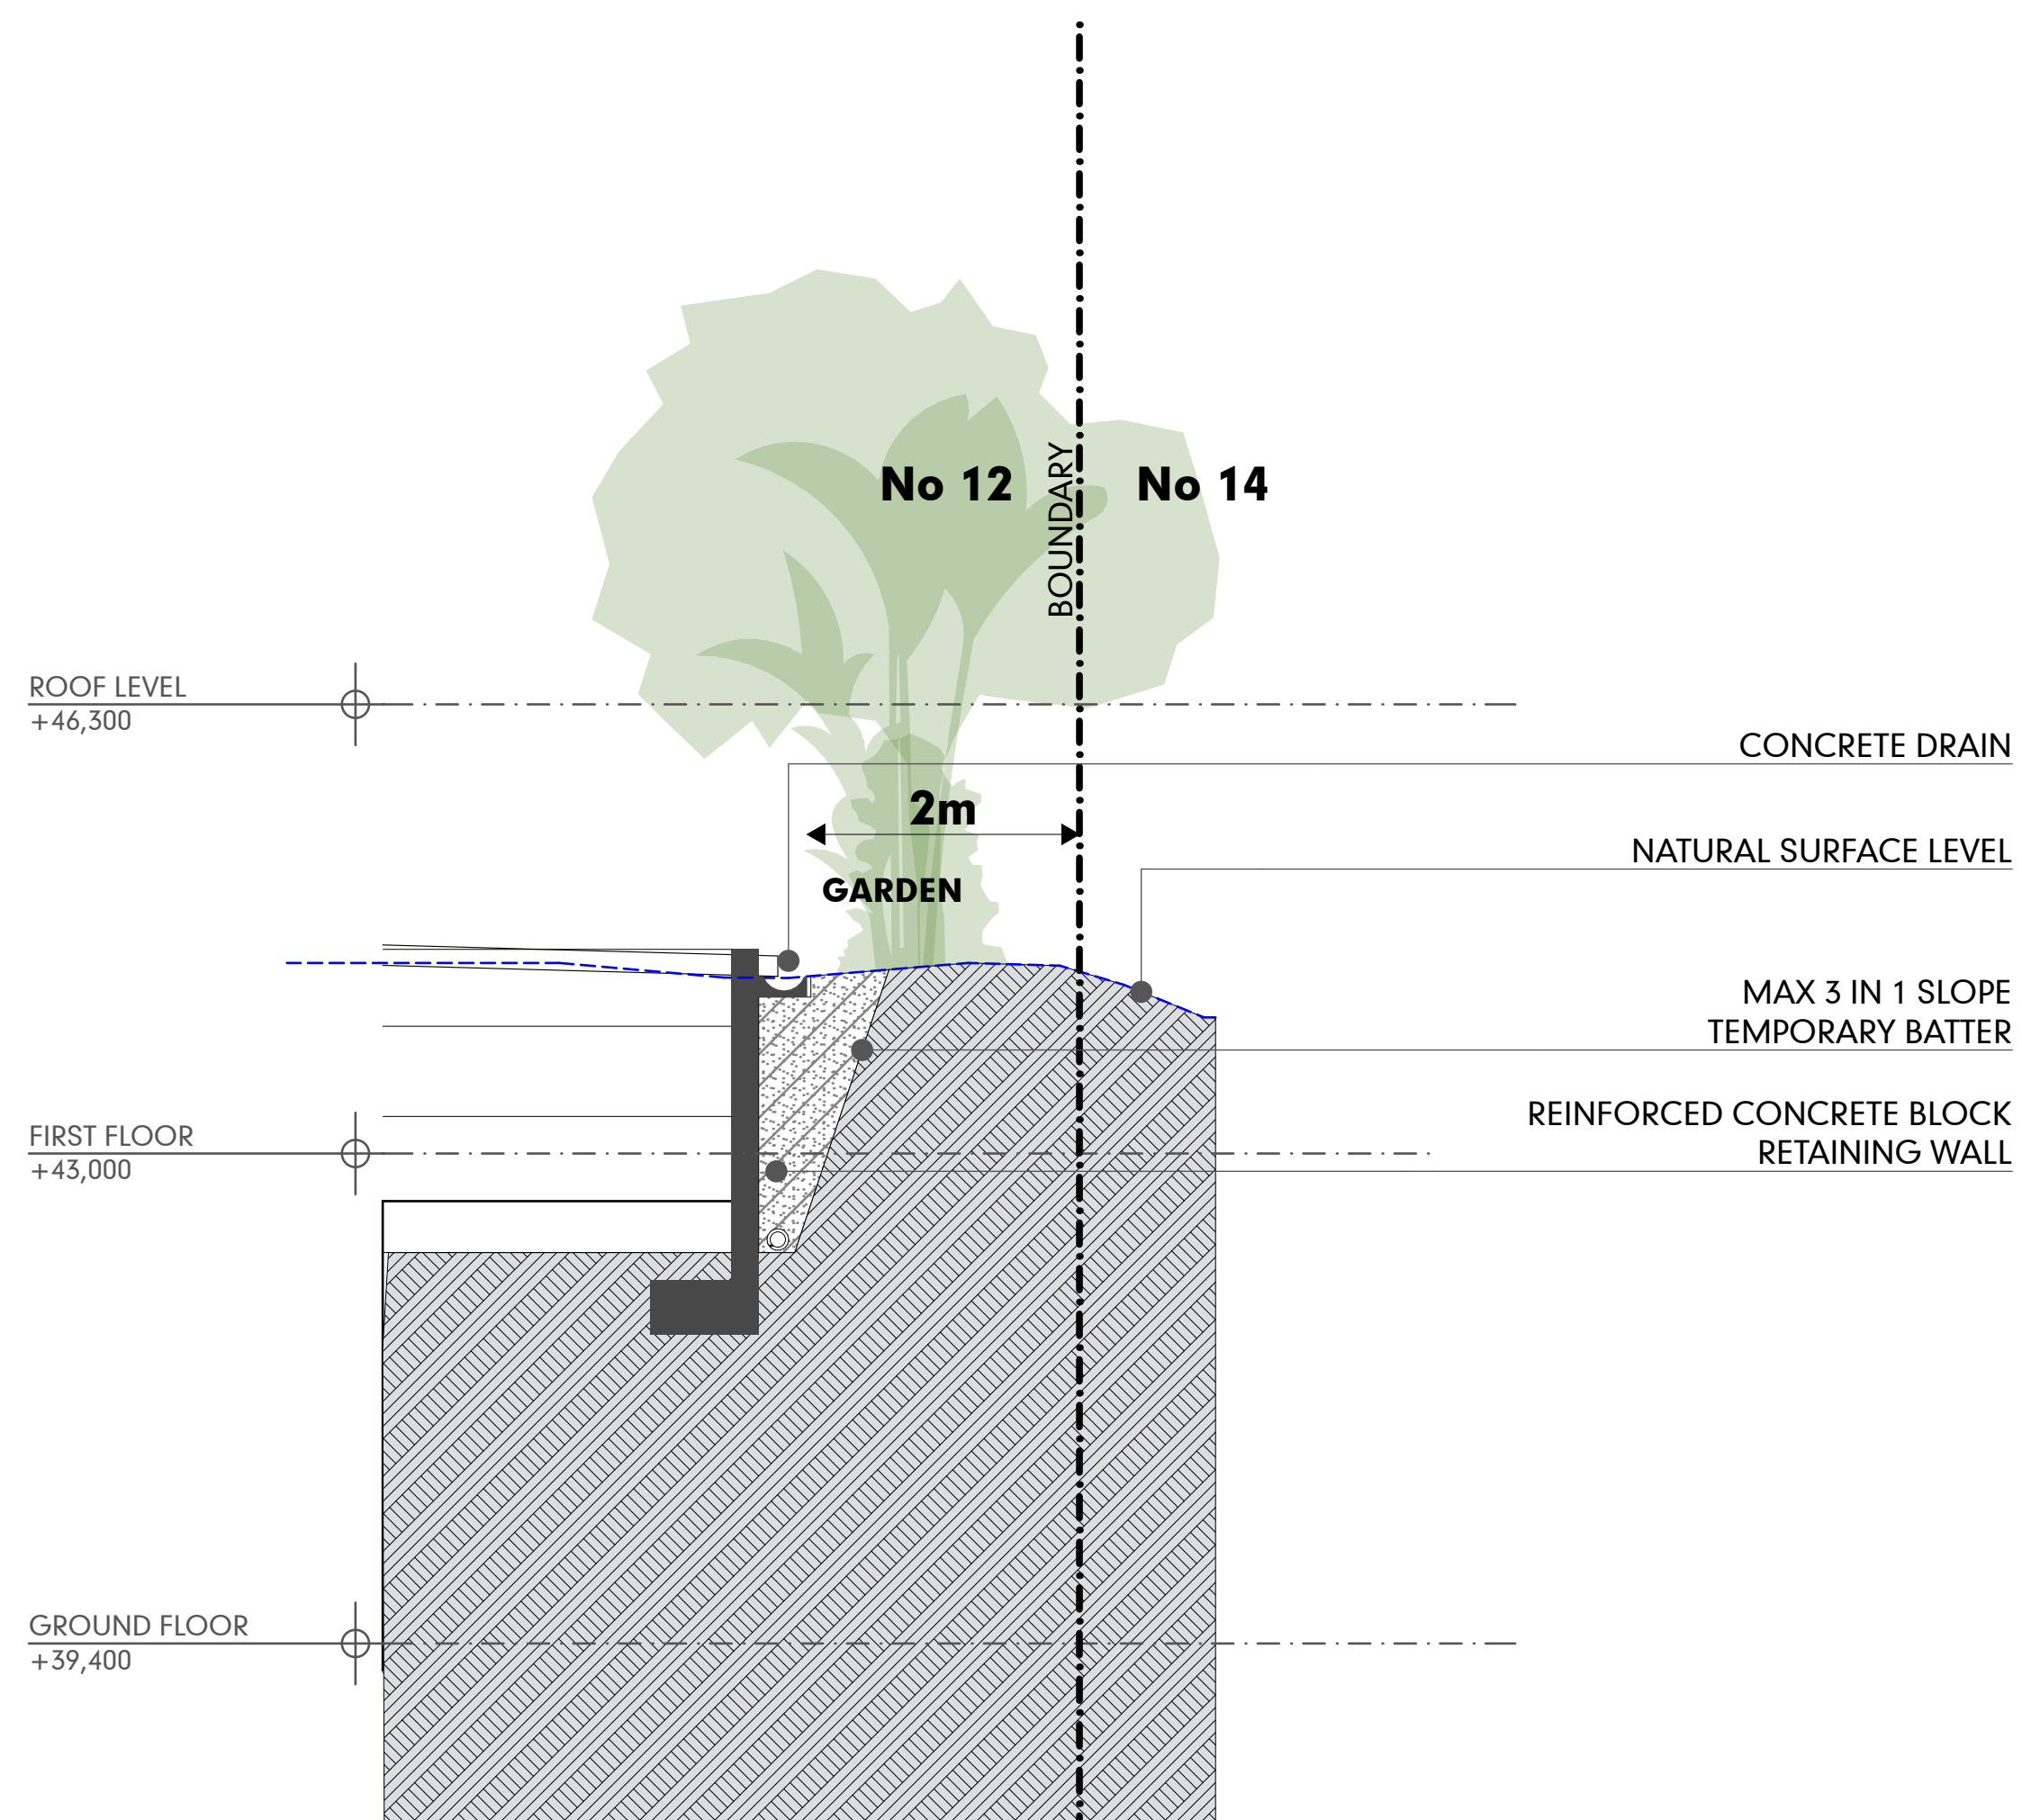 No 12
No 14
BOUNDARY
ROOF LEVEL
+46,300
CONCRETE DRAIN
2m
NATURAL SURFACE LEVEL
GARDEN
MAX 3 IN 1 SLOPE
TEMPORARY BATTER
REINFORCED CONCRETE BLOCK
RETAINING WALL
FIRST FLOOR
+43,000
GROUND FLOOR
+39,400